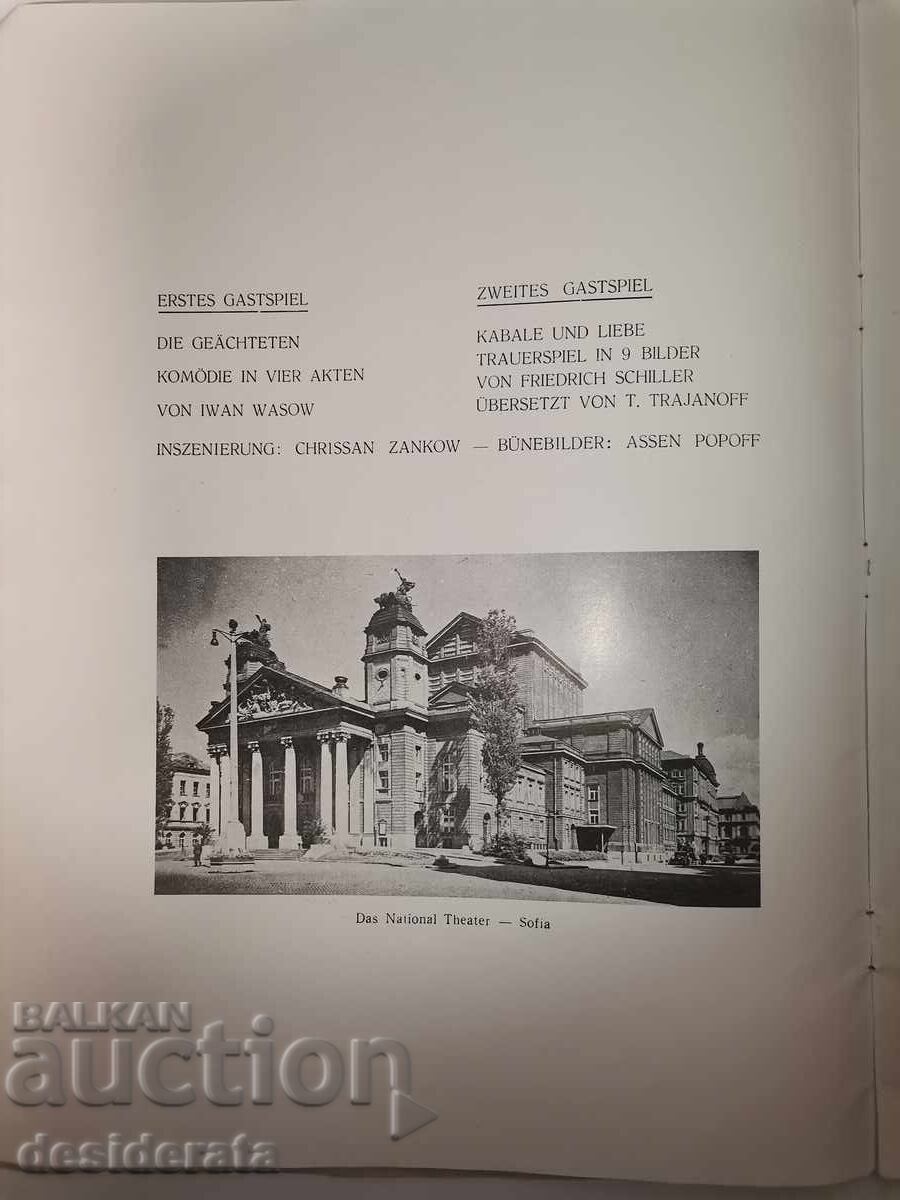 ERSTES GASTSPIEL
DIE GEÄCHTETEN
KOMÖDIE IN VIER AKTEN
VON IWAN WASOW
ZWEITES GASTSPIEL
KABALE UND LIEBE
TRAUERSPIEL IN 9 BILDER
VON FRIEDRICH SCHILLER
ÜBERSETZT VON T. TRAJANOFF
INSZENIERUNG: CHRISSAN ZANKOW — BÜNEBILDER: ASSEN POPOFF
Das National Theater — Sofia
BALKAN
auction
desiderata